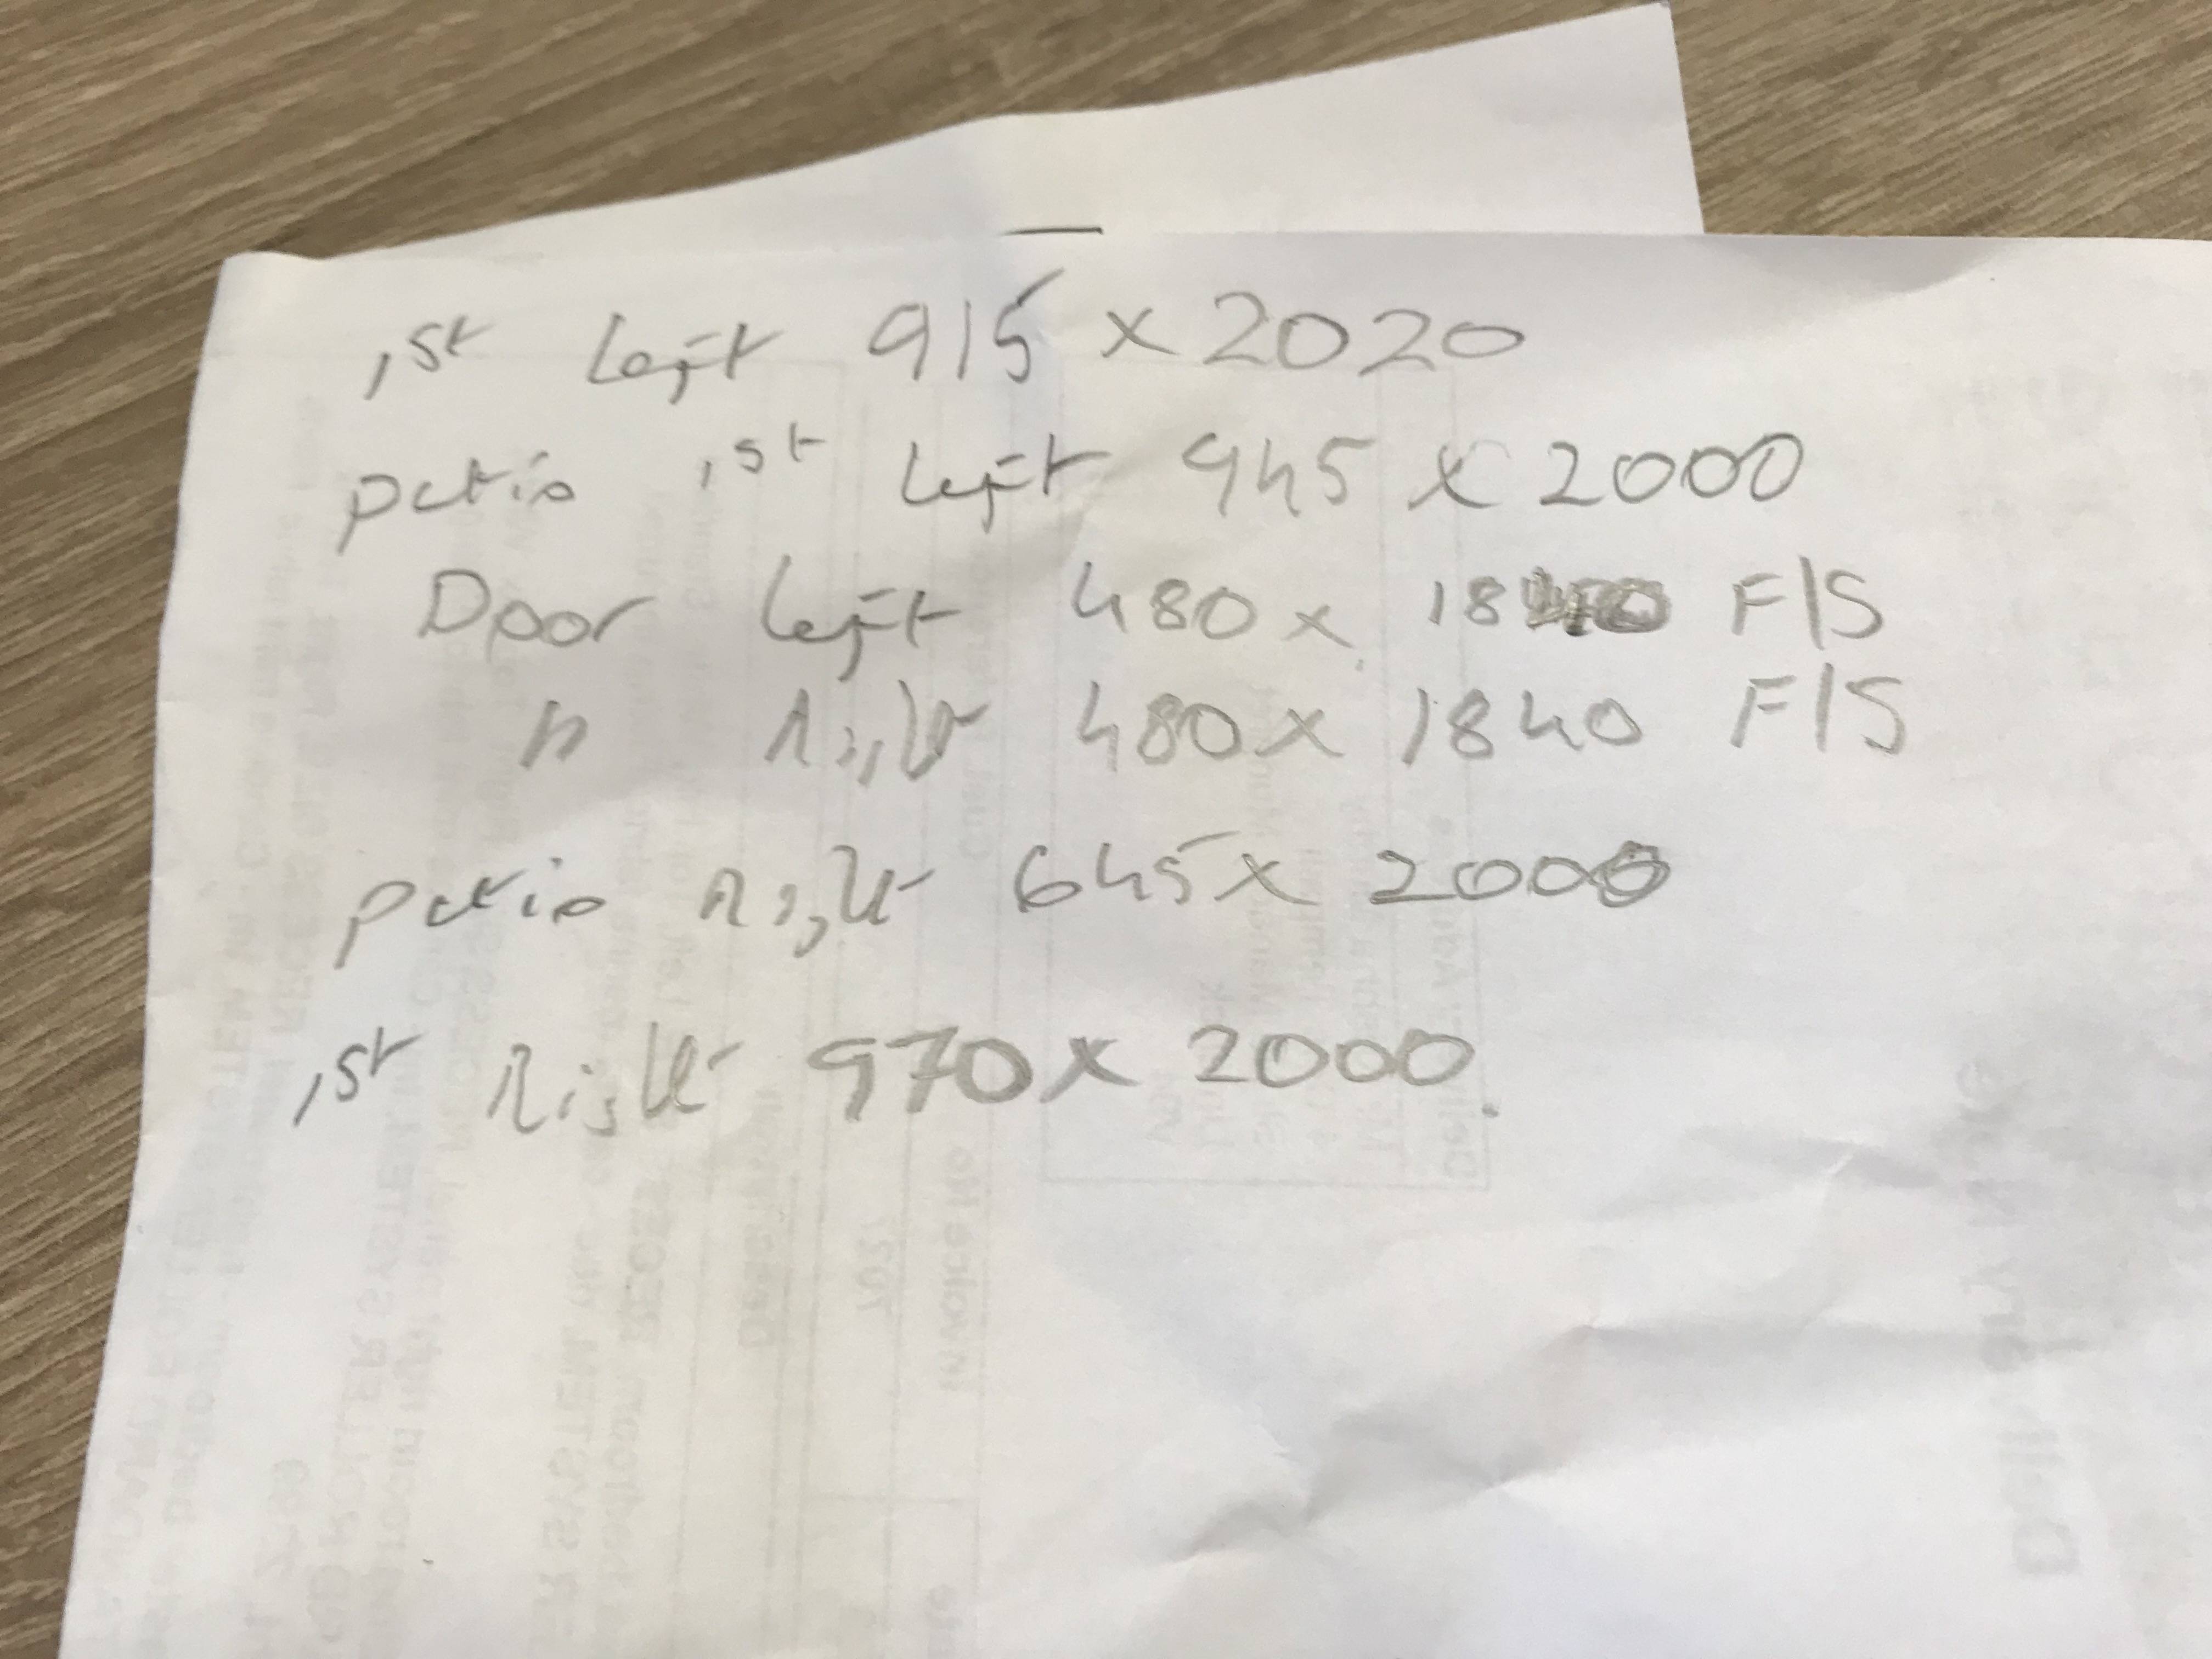 1st Left 915 x 2020
patio 1st Left 945 x 2000
Door Left 480 x 1840 F/S
" Right 480 x 1840 F/S
patio Right 645 x 2000
1st Right 970 x 2000.